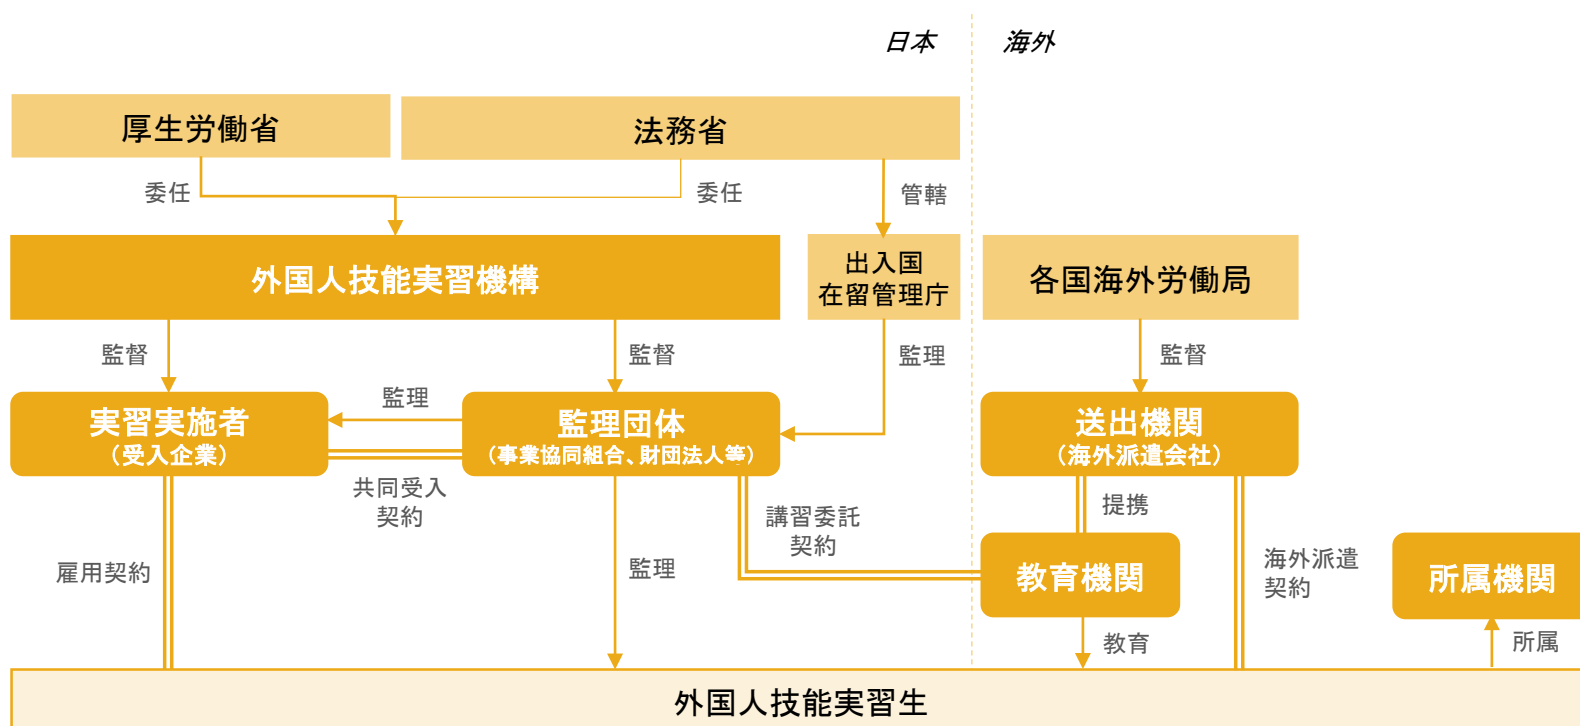 日本
海外
厚生労働省
法務省
委任
委任
管轄
外国人技能実習機構
出入国
在留管理庁
各国海外労働局
監督
監督
監理
監督
実習実施者
（受入企業）
監理
監理団体
（事業協同組合、財団法人等）
送出機関
（海外派遣会社）
共同受入
契約
講習委託
契約
提携
雇用契約
監理
教育機関
海外派遣
契約
所属機関
教育
所属
外国人技能実習生